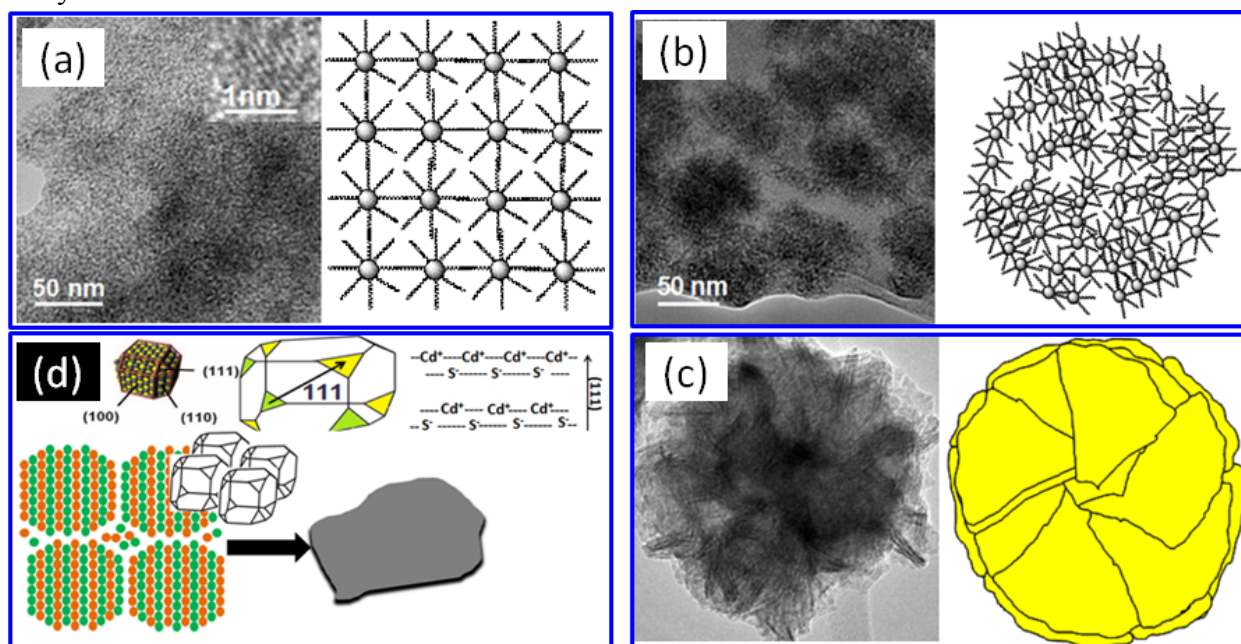 (a)
1nm
50 nm
(b)
50 nm
(d)
(111)
(100)
(110)
111
--Cd⁺----Cd⁺----Cd⁺----Cd⁺--
---- S⁻------ S⁻------ S⁻ ----
---- Cd⁺---- Cd⁺---- Cd⁺ ----
-- S⁻ ------ S⁻------ S⁻------ S⁻--
(111)
(c)